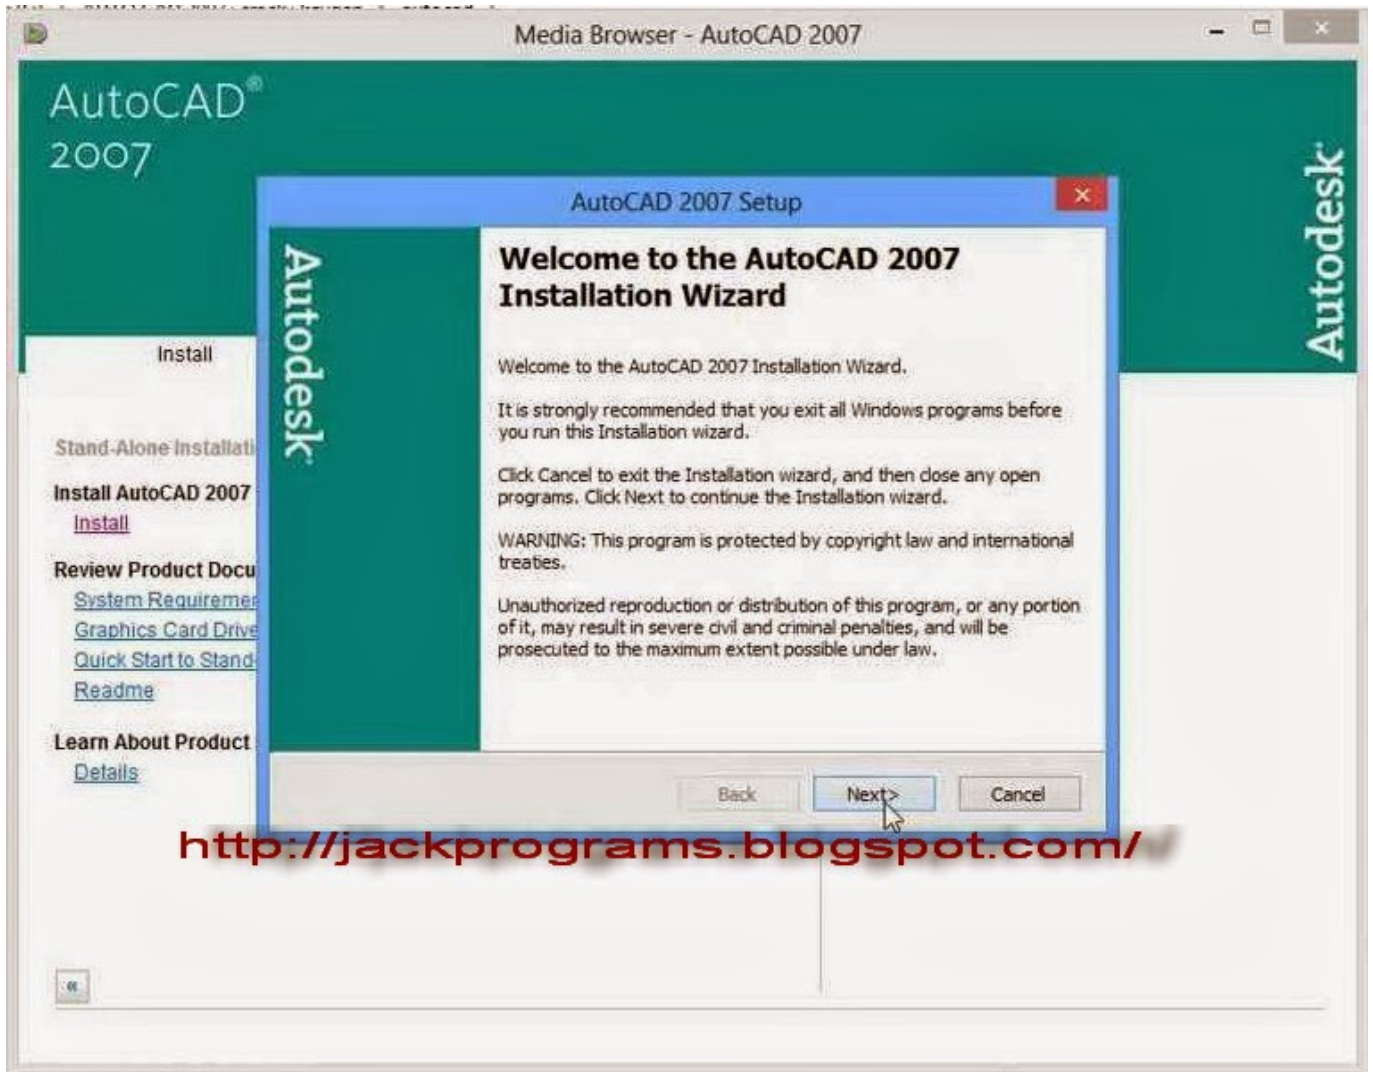 Media Browser - AutoCAD 2007
AutoCAD®
2007
Autodesk
AutoCAD 2007 Setup
Autodesk
Welcome to the AutoCAD 2007
Installation Wizard
Welcome to the AutoCAD 2007 Installation Wizard.
It is strongly recommended that you exit all Windows programs before
you run this Installation wizard.
Click Cancel to exit the Installation wizard, and then close any open
programs. Click Next to continue the Installation wizard.
WARNING: This program is protected by copyright law and international
treaties.
Unauthorized reproduction or distribution of this program, or any portion
of it, may result in severe civil and criminal penalties, and will be
prosecuted to the maximum extent possible under law.
Back
Next>
Cancel
Install
Stand-Alone Installati
Install AutoCAD 2007
Install
Review Product Docu
System Requiremen
Graphics Card Drive
Quick Start to Stand-
Readme
Learn About Product
Details
http://jackprograms.blogspot.com/
«